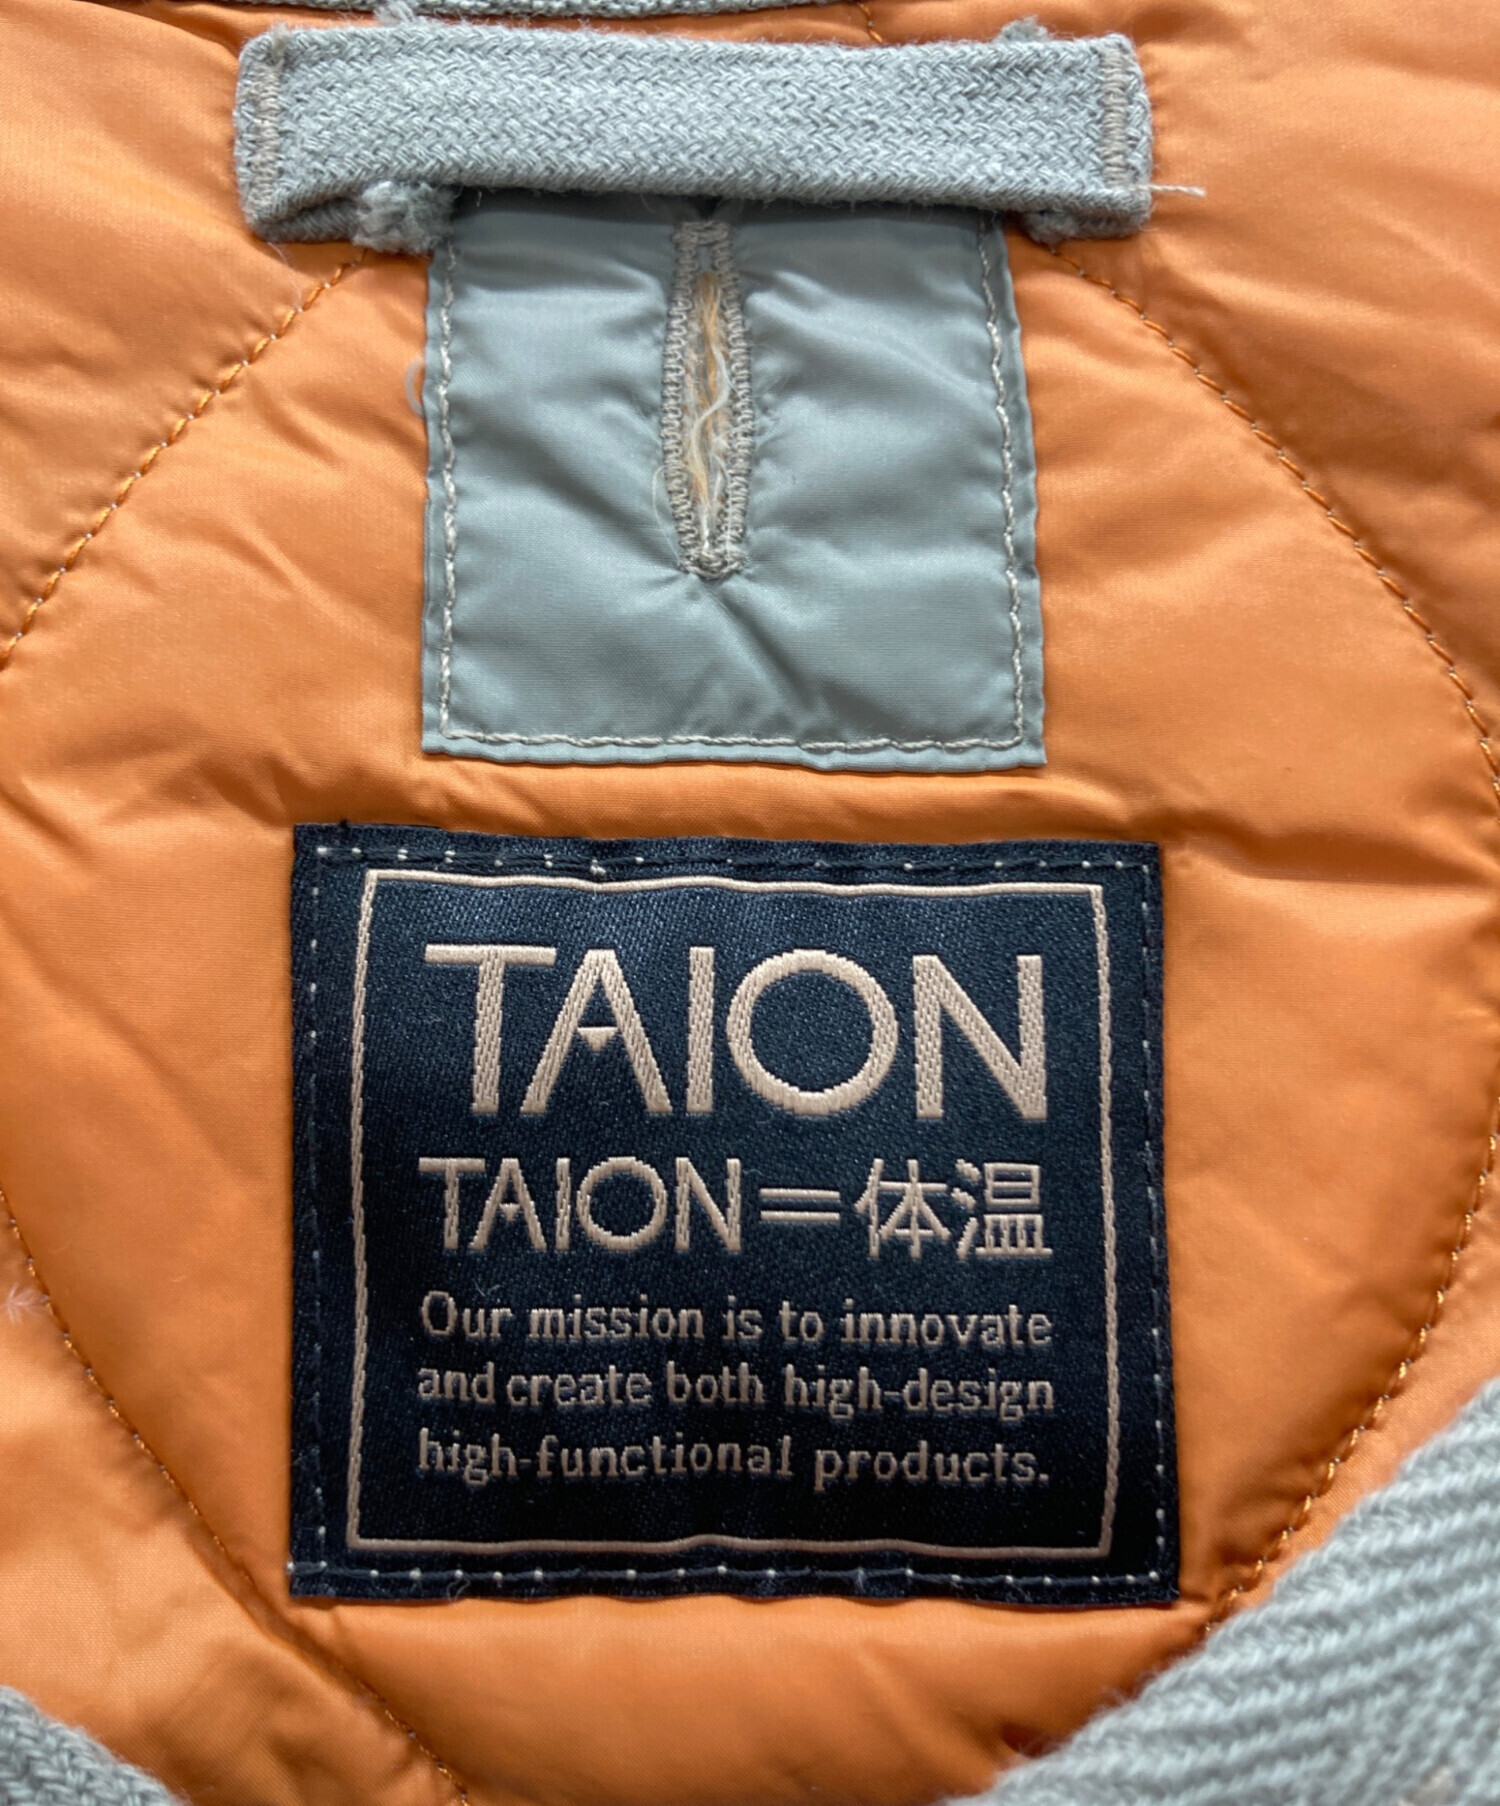 TAION
TAION=体温
Our mission is to innovate
and create both high-design
high-functional products.